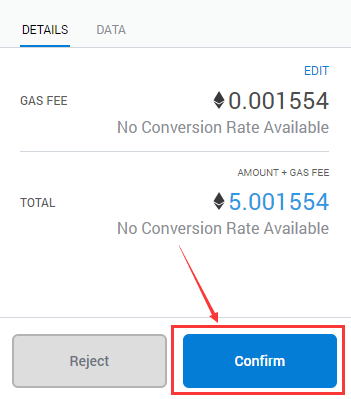 DETAILS DATA
EDIT
GAS FEE 0.001554
No Conversion Rate Available
AMOUNT + GAS FEE
TOTAL 5.001554
No Conversion Rate Available
Reject Confirm